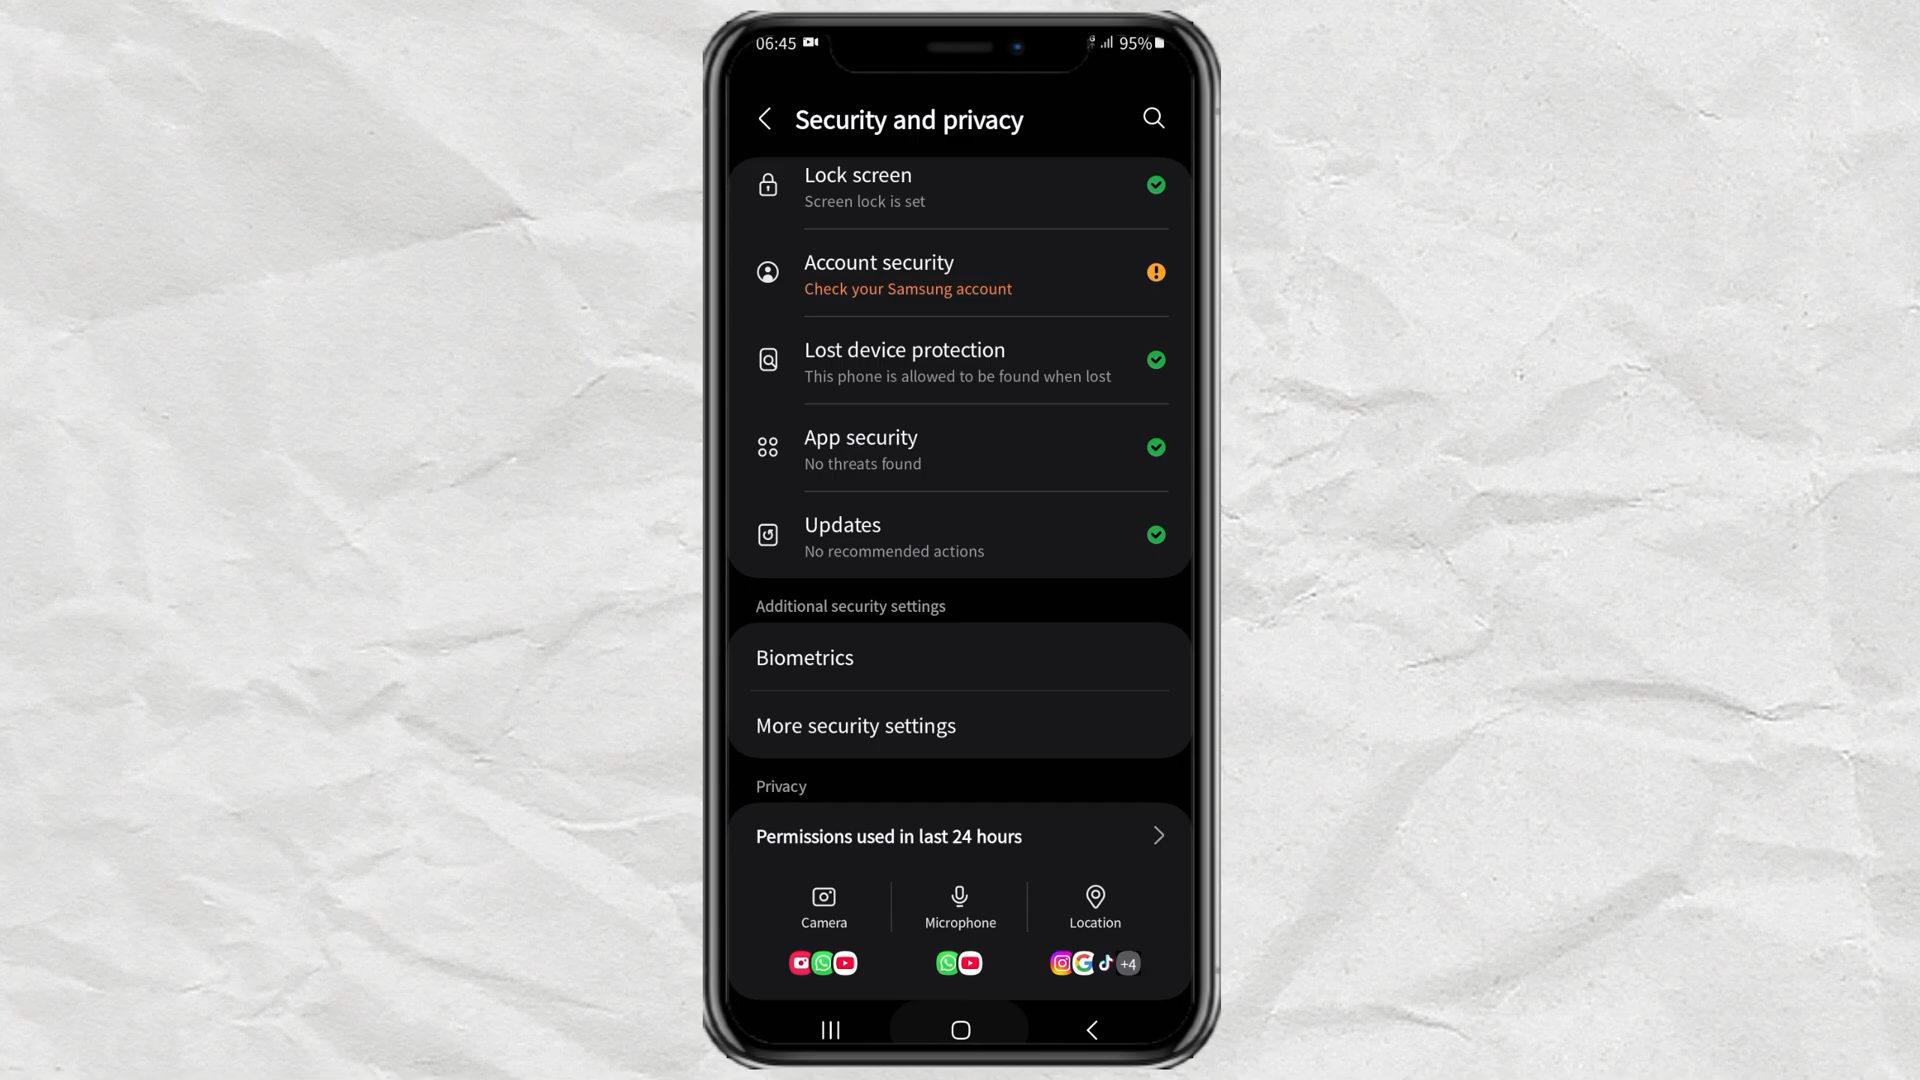 06:45
95%
Security and privacy
Lock screen
Screen lock is set
Account security
Check your Samsung account
Lost device protection
This phone is allowed to be found when lost
App security
No threats found
Updates
No recommended actions
Additional security settings
Biometrics
More security settings
Privacy
Permissions used in last 24 hours
Camera
Microphone
Location
+4